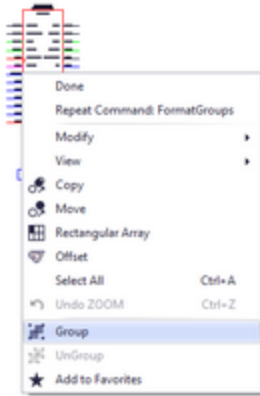 Done
Repeat Command: FormatGroups
Modify
View
Copy
Move
Rectangular Array
Offset
Select All Ctrl+A
Undo ZOOM Ctrl+Z
Group
UnGroup
Add to Favorites